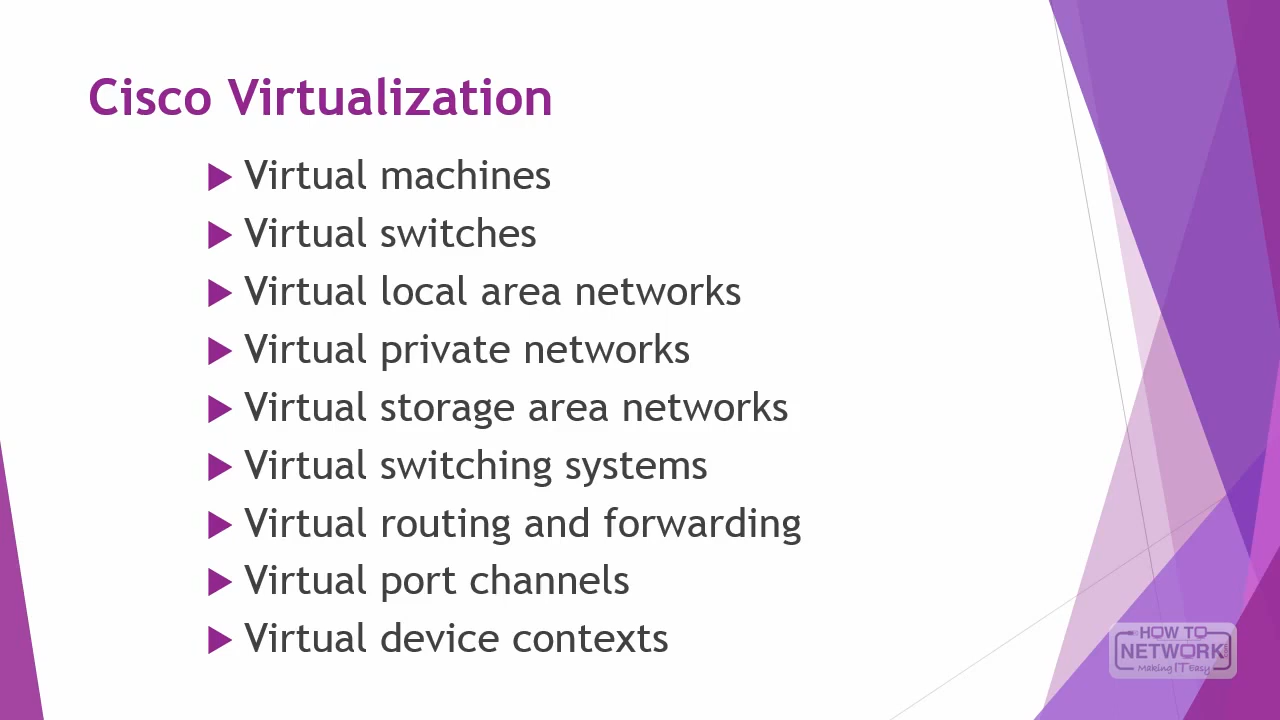 Cisco Virtualization
Virtual machines
Virtual switches
Virtual local area networks
Virtual private networks
Virtual storage area networks
Virtual switching systems
Virtual routing and forwarding
Virtual port channels
Virtual device contexts
HOW TO
NETWORK
Making IT Easy